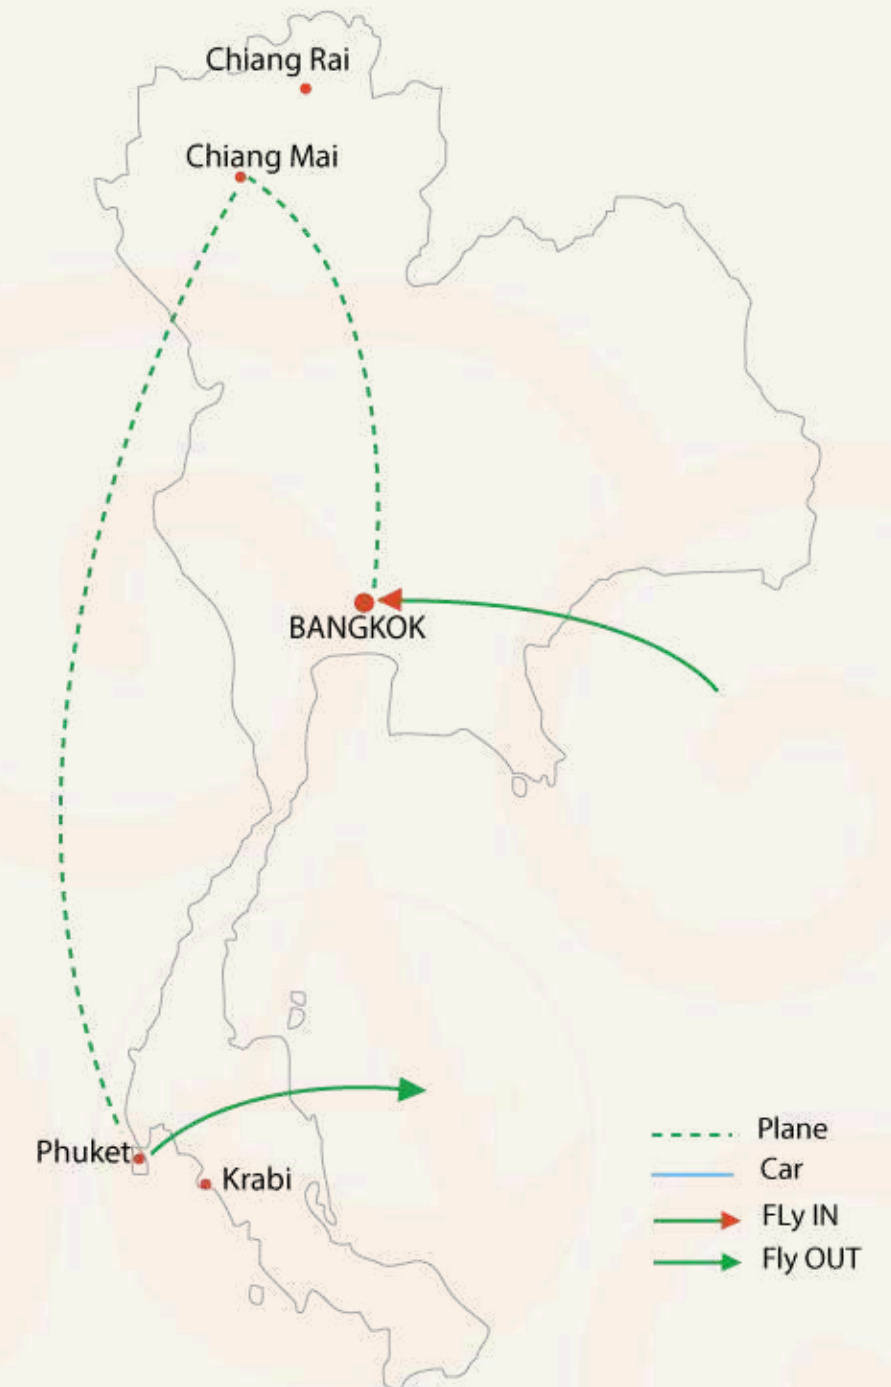 Chiang Rai
Chiang Mai
BANGKOK
Phuket
Krabi
Plane
Car
FLy IN
Fly OUT